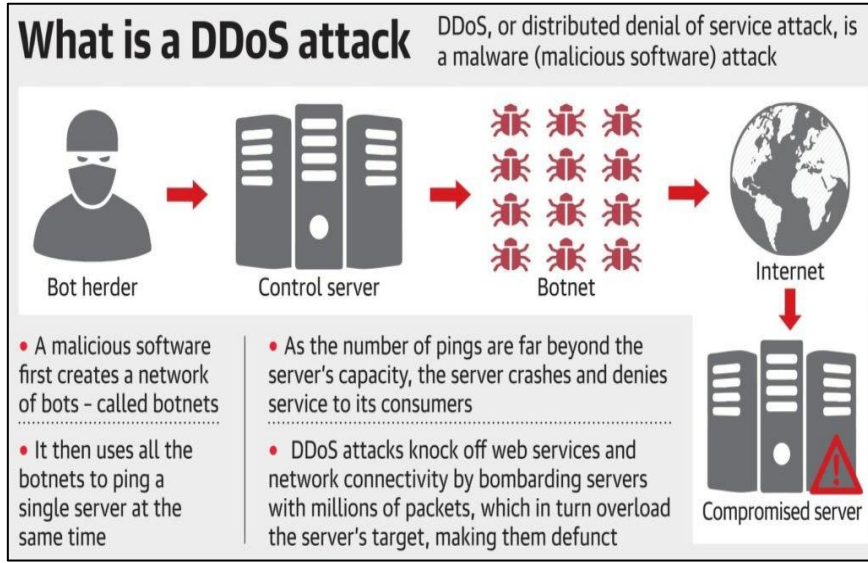 What is a DDoS attack
DDoS, or distributed denial of service attack, is
a malware (malicious software) attack
Bot herder
Control server
Botnet
Internet
• A malicious software
first creates a network
of bots – called botnets
• It then uses all the
botnets to ping a
single server at the
same time
• As the number of pings are far beyond the
server's capacity, the server crashes and denies
service to its consumers
• DDoS attacks knock off web services and
network connectivity by bombarding servers
with millions of packets, which in turn overload
the server's target, making them defunct
Compromised server